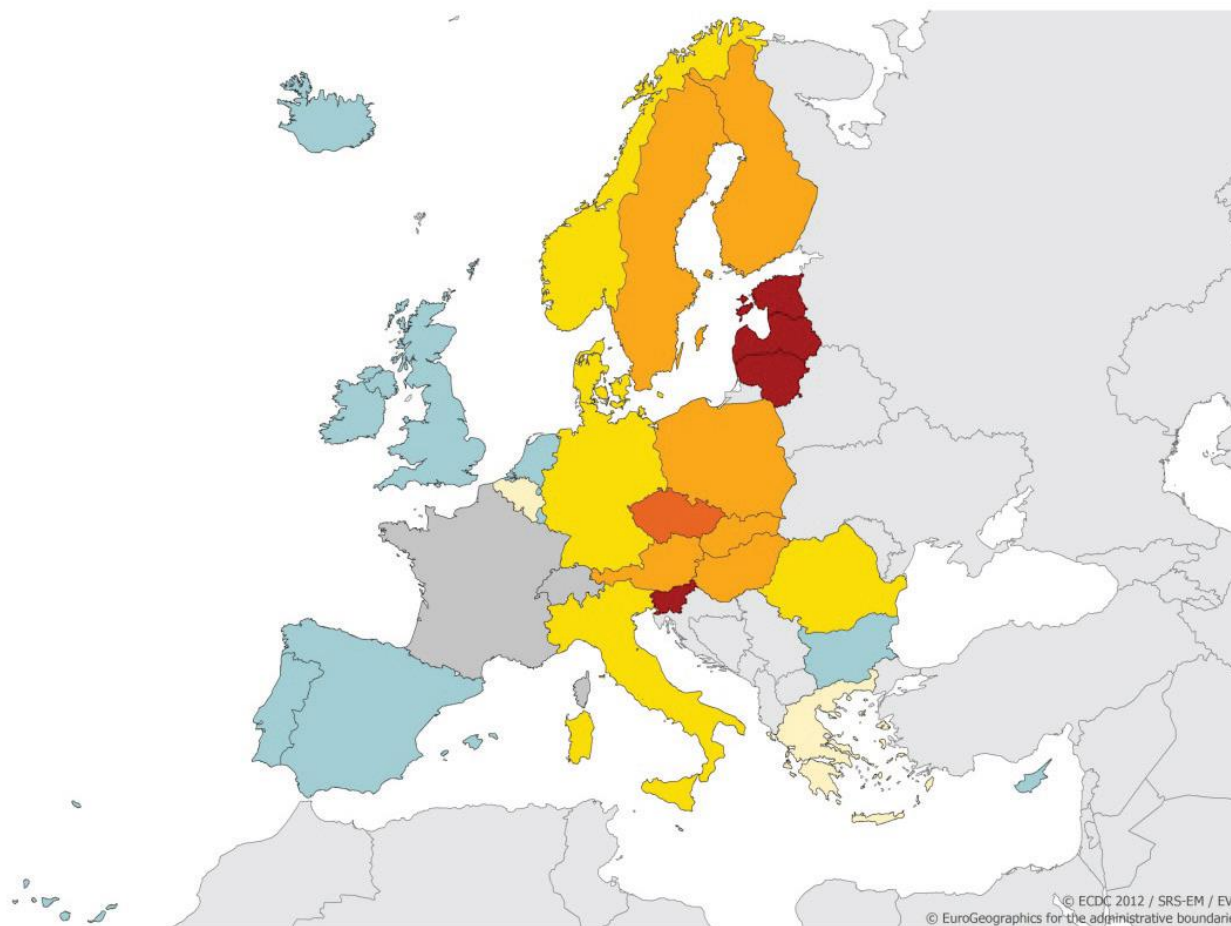 © ECDC 2012 / SRS-EM / EV
© EuroGeographics for the administrative boundarie